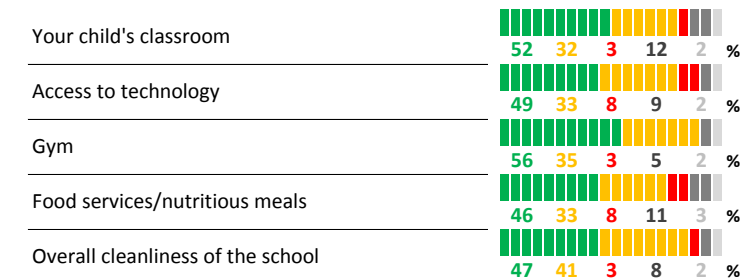 Your child's classroom
52 32 3 12 2 %
Access to technology
49 33 8 9 2 %
Gym
56 35 3 5 2 %
Food services/nutritious meals
46 33 8 11 3 %
Overall cleanliness of the school
47 41 3 8 2 %